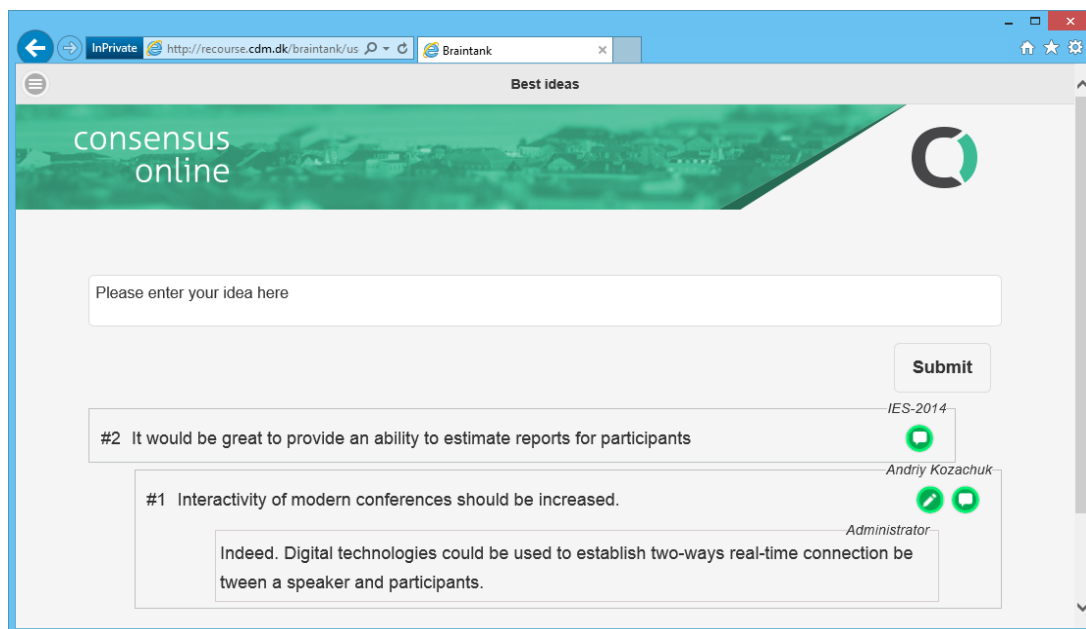 InPrivate http://recourse.cdm.dk/braintank/us Braintank
Best ideas
consensus
online
Please enter your idea here
Submit
IES-2014
#2 It would be great to provide an ability to estimate reports for participants
Andriy Kozachuk
#1 Interactivity of modern conferences should be increased.
Administrator
Indeed. Digital technologies could be used to establish two-ways real-time connection be
tween a speaker and participants.